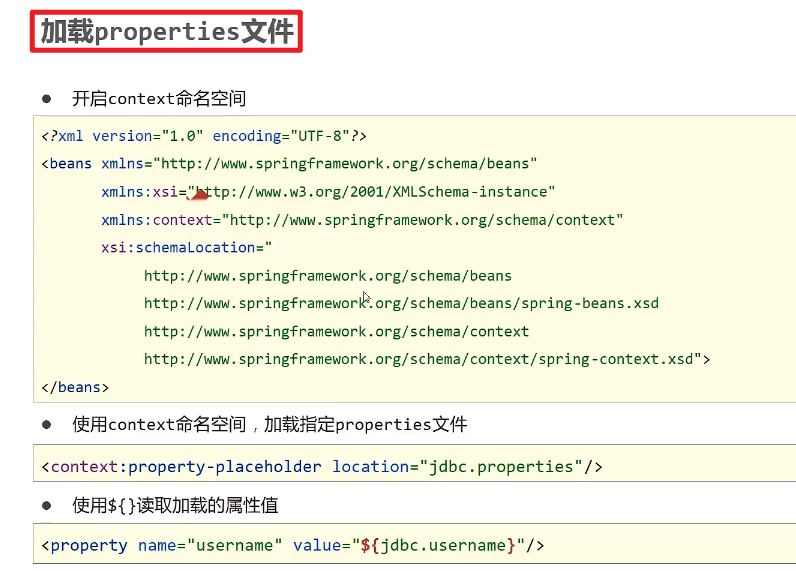 加载properties文件
● 开启context命名空间
<?xml version="1.0" encoding="UTF-8"?>
<beans xmlns="http://www.springframework.org/schema/beans"
xmlns:xsi="http://www.w3.org/2001/XMLSchema-instance"
xmlns:context="http://www.springframework.org/schema/context"
xsi:schemaLocation="
http://www.springframework.org/schema/beans
http://www.springframework.org/schema/beans/spring-beans.xsd
http://www.springframework.org/schema/context
http://www.springframework.org/schema/context/spring-context.xsd">
</beans>
● 使用context命名空间，加载指定properties文件
<context:property-placeholder location="jdbc.properties"/>
● 使用${}读取加载的属性值
<property name="username" value="${jdbc.username}"/>